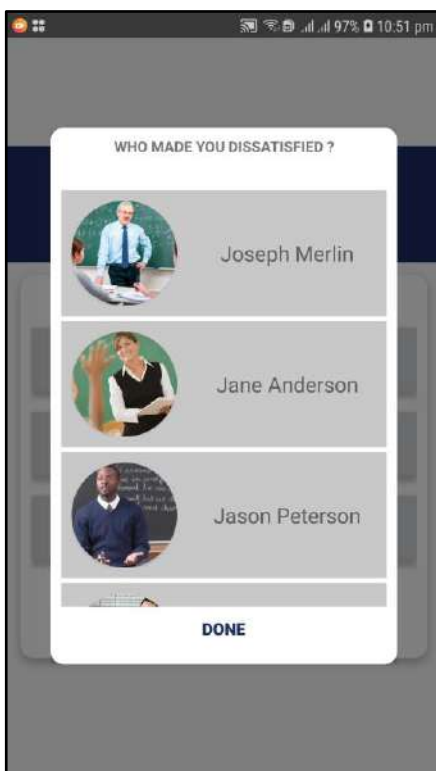 97% 10:51 pm
WHO MADE YOU DISSATISFIED ?
Joseph Merlin
Jane Anderson
Jason Peterson
DONE